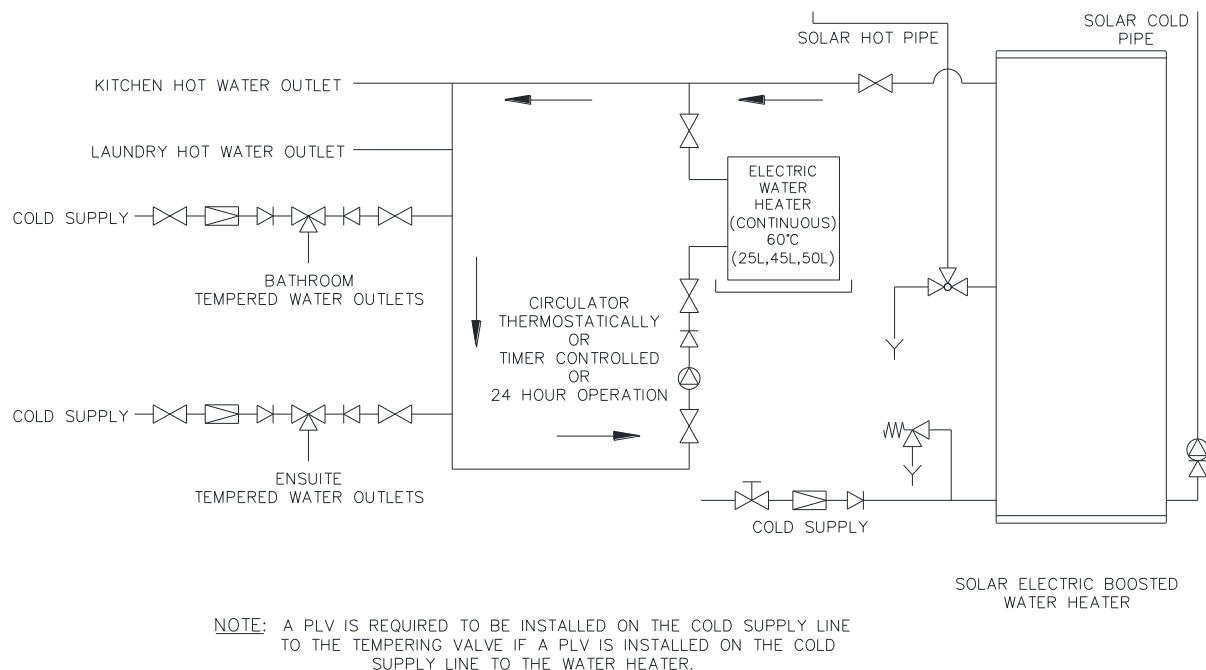 SOLAR HOT PIPE
SOLAR COLD
PIPE
KITCHEN HOT WATER OUTLET
LAUNDRY HOT WATER OUTLET
ELECTRIC
WATER
HEATER
(CONTINUOUS)
60°C
(25L,45L,50L)
COLD SUPPLY
BATHROOM
TEMPERED WATER OUTLETS
CIRCULATOR
THERMOSTATICALLY
OR
TIMER CONTROLLED
OR
24 HOUR OPERATION
COLD SUPPLY
ENSUITE
TEMPERED WATER OUTLETS
COLD SUPPLY
SOLAR ELECTRIC BOOSTED
WATER HEATER
NOTE: A PLV IS REQUIRED TO BE INSTALLED ON THE COLD SUPPLY LINE
TO THE TEMPERING VALVE IF A PLV IS INSTALLED ON THE COLD
SUPPLY LINE TO THE WATER HEATER.